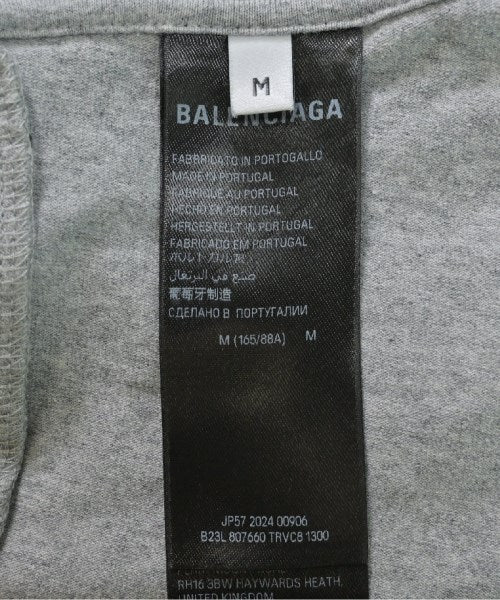 M
BALENCIAGA
FABBRICATO IN PORTOGALLO
MADE IN PORTUGAL
FABRIQUÉ AU PORTUGAL
HECHO EN PORTUGAL
HERGESTELLT IN PORTUGAL
FABRICADO EM PORTUGAL
ポルトガル製
صنع في البرتغال
葡萄牙制造
СДЕЛАНО В ПОРТУГАЛИИ
M (165/88A) M
JP57 2024 00906
B23L 807660 TRVC8 1300
RH16 3BW HAYWARDS HEATH,
UNITED KINGDOM